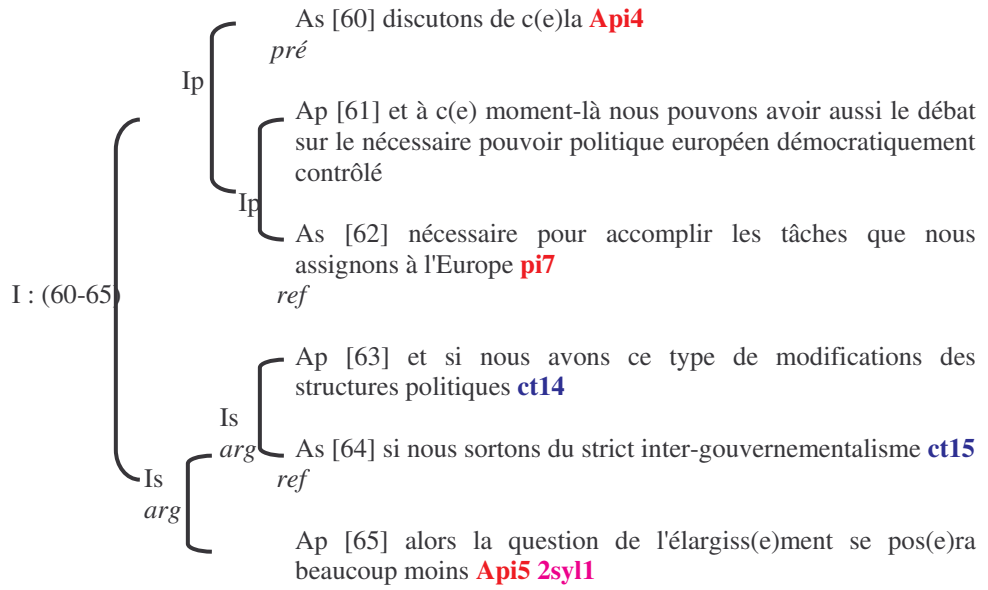 As [60] discutons de c(e)la Api4
pré
Ip
Ap [61] et à c(e) moment-là nous pouvons avoir aussi le débat
sur le nécessaire pouvoir politique européen démocratiquement
contrôlé
Ip
As [62] nécessaire pour accomplir les tâches que nous
assignons à l'Europe pi7
I : (60-65)
ref
Ap [63] et si nous avons ce type de modifications des
structures politiques ct14
Is
arg
As [64] si nous sortons du strict inter-gouvernementalisme ct15
Is
ref
arg
Ap [65] alors la question de l'élargiss(e)ment se pos(e)ra
beaucoup moins Api5 2syl1